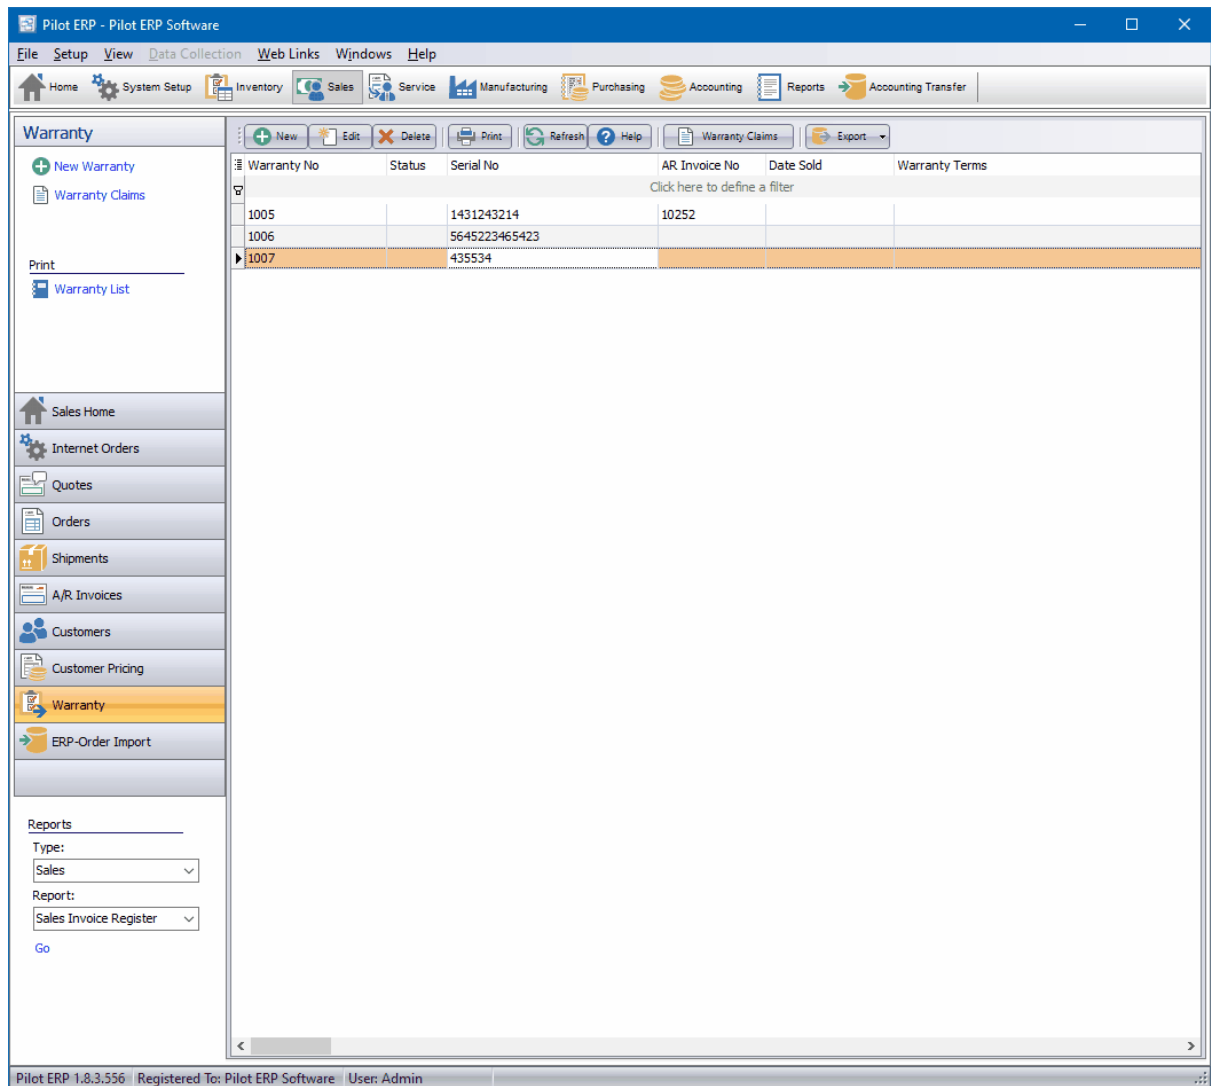 Pilot ERP - Pilot ERP Software
File Setup View Data Collection Web Links Windows Help
Home System Setup Inventory Sales Service Manufacturing Purchasing Accounting Reports Accounting Transfer
Warranty
New Warranty
Warranty Claims
Print
Warranty List
Sales Home
Internet Orders
Quotes
Orders
Shipments
A/R Invoices
Customers
Customer Pricing
Warranty
ERP-Order Import
Reports
Type:
Sales
Report:
Sales Invoice Register
Go
New Edit Delete Print Refresh Help Warranty Claims Export
Warranty No Status Serial No AR Invoice No Date Sold Warranty Terms
Click here to define a filter
1005 1431243214 10252
1006 5645223465423
1007 435534
Pilot ERP 1.8.3.556 Registered To: Pilot ERP Software User: Admin